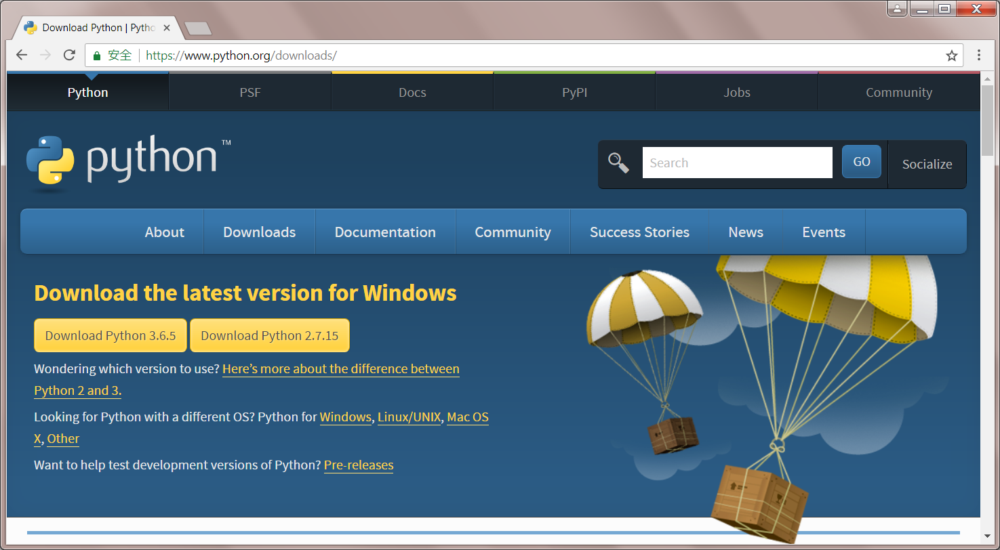 Download Python | Pytho
安全 https://www.python.org/downloads/
Python PSF Docs PyPI Jobs Community
python™
Search GO Socialize
About Downloads Documentation Community Success Stories News Events
Download the latest version for Windows
Download Python 3.6.5 Download Python 2.7.15
Wondering which version to use? Here’s more about the difference between
Python 2 and 3.
Looking for Python with a different OS? Python for Windows, Linux/UNIX, Mac OS
X, Other
Want to help test development versions of Python? Pre-releases